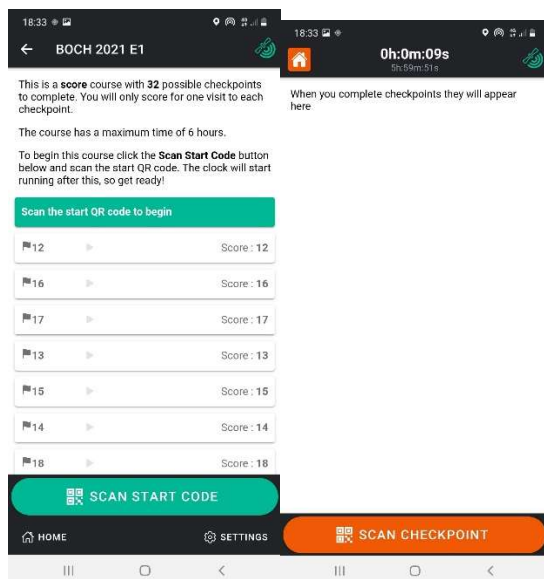 18:33
BOCH 2021 E1
This is a score course with 32 possible checkpoints
to complete. You will only score for one visit to each
checkpoint.
The course has a maximum time of 6 hours.
To begin this course click the Scan Start Code button
below and scan the start QR code. The clock will start
running after this, so get ready!
Scan the start QR code to begin
12 Score : 12
16 Score : 16
17 Score : 17
13 Score : 13
15 Score : 15
14 Score : 14
18 Score : 18
SCAN START CODE
HOME SETTINGS
18:33
0h:0m:09s
5h:59m:51s
When you complete checkpoints they will appear
here
SCAN CHECKPOINT